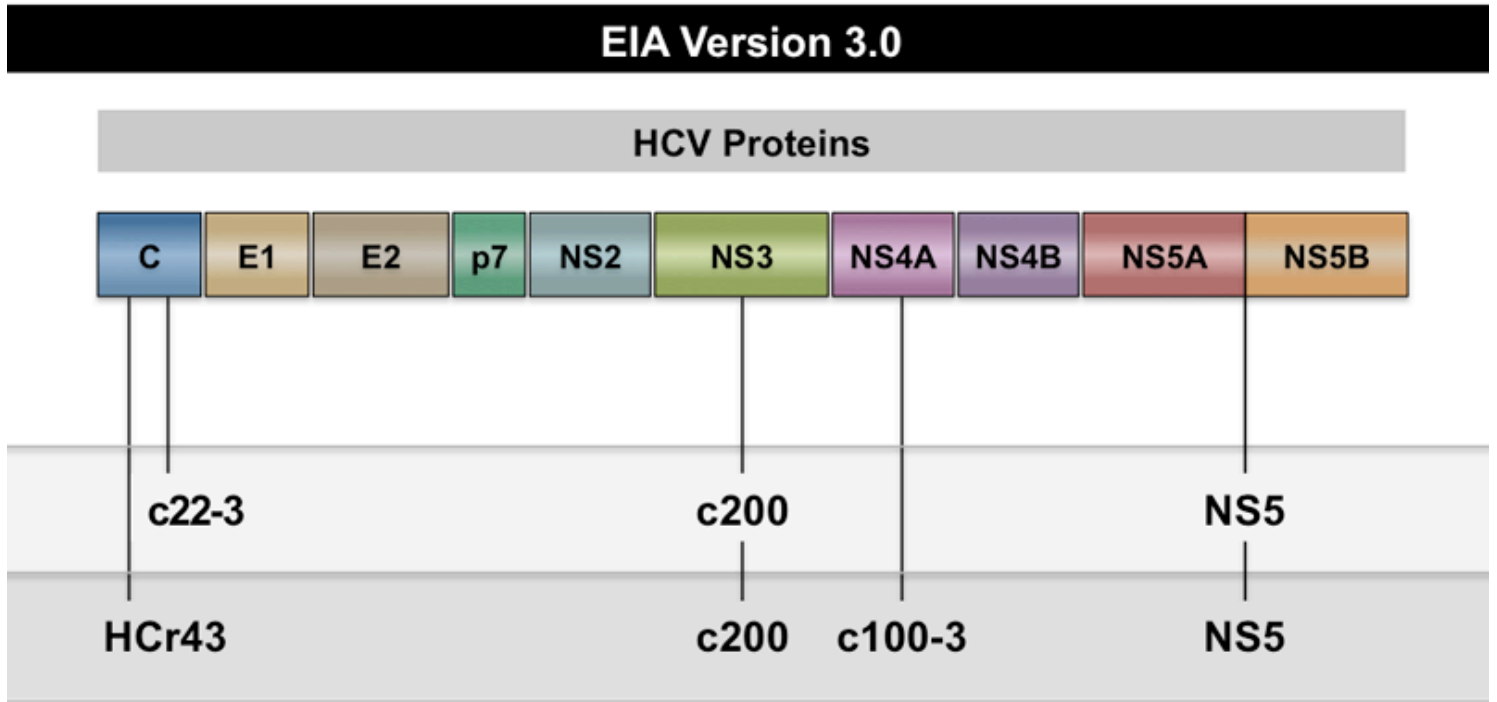 EIA Version 3.0
HCV Proteins
C E1 E2 p7 NS2 NS3 NS4A NS4B NS5A NS5B
c22-3 c200 NS5
HCr43 c200 c100-3 NS5